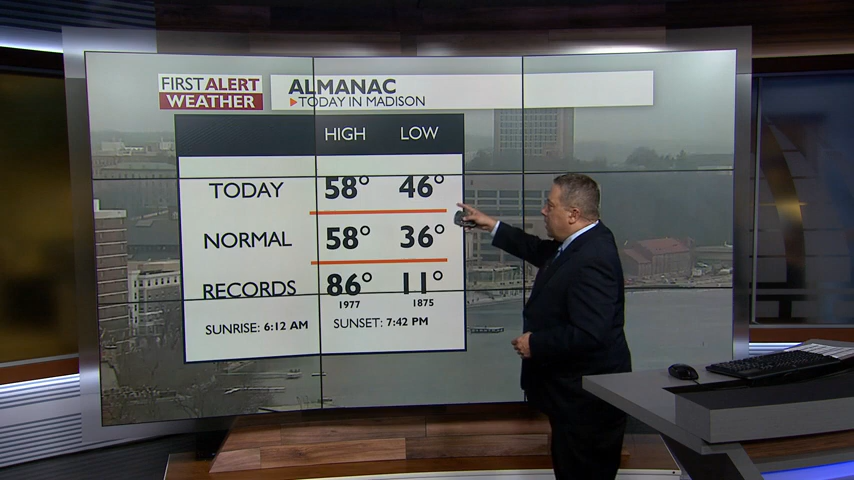 FIRST ALERT
WEATHER
ALMANAC
TODAY IN MADISON
HIGH LOW
TODAY 58° 46°
NORMAL 58° 36°
RECORDS 86° 11°
1977 1875
SUNRISE: 6:12 AM SUNSET: 7:42 PM